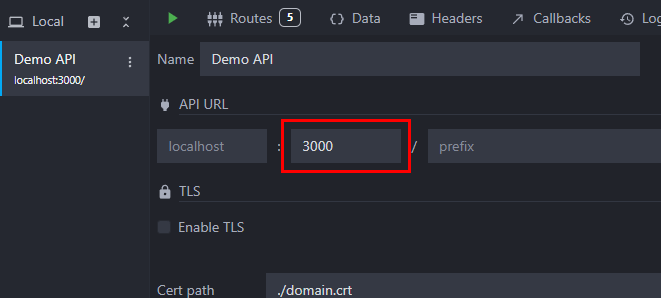 Local
Demo API
localhost:3000/
Routes 5 Data Headers Callbacks
Name Demo API
API URL
localhost : 3000 / prefix
TLS
Enable TLS
Cert path ./domain.crt